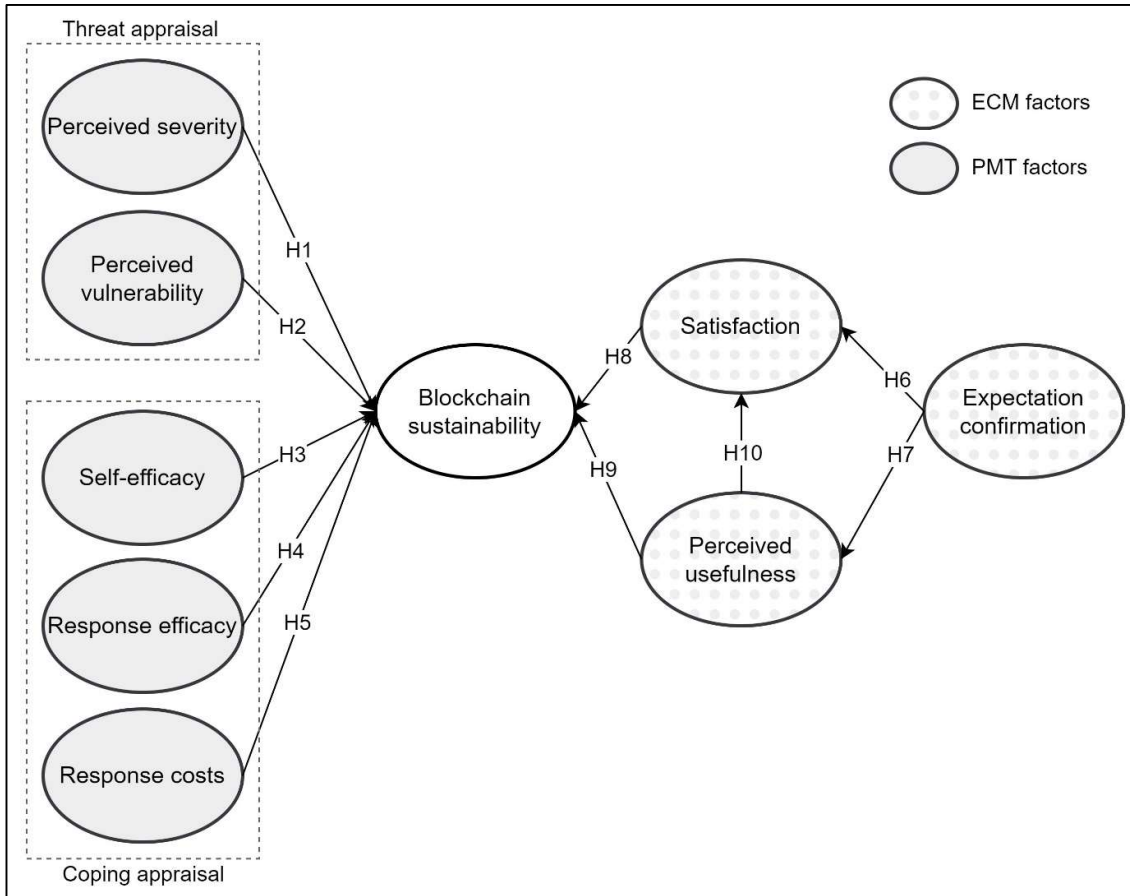 Threat appraisal
Perceived severity
Perceived
vulnerability
H1
H2
Self-efficacy
Response efficacy
Response costs
Coping appraisal
H3
H4
H5
Blockchain
sustainability
H8
H9
Satisfaction
H10
Perceived
usefulness
H6
H7
Expectation
confirmation
ECM factors
PMT factors